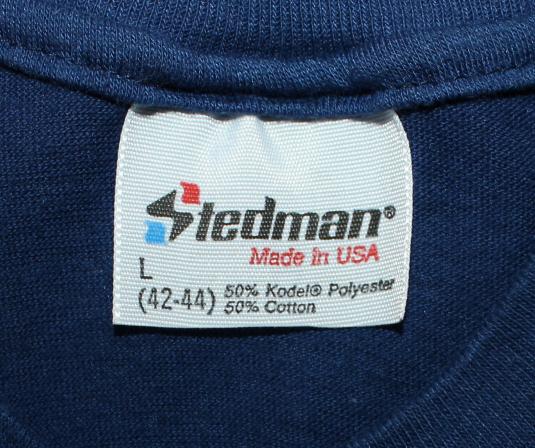 Stedman®
Made in USA
L
(42-44) 50% Kodel® Polyester
50% Cotton